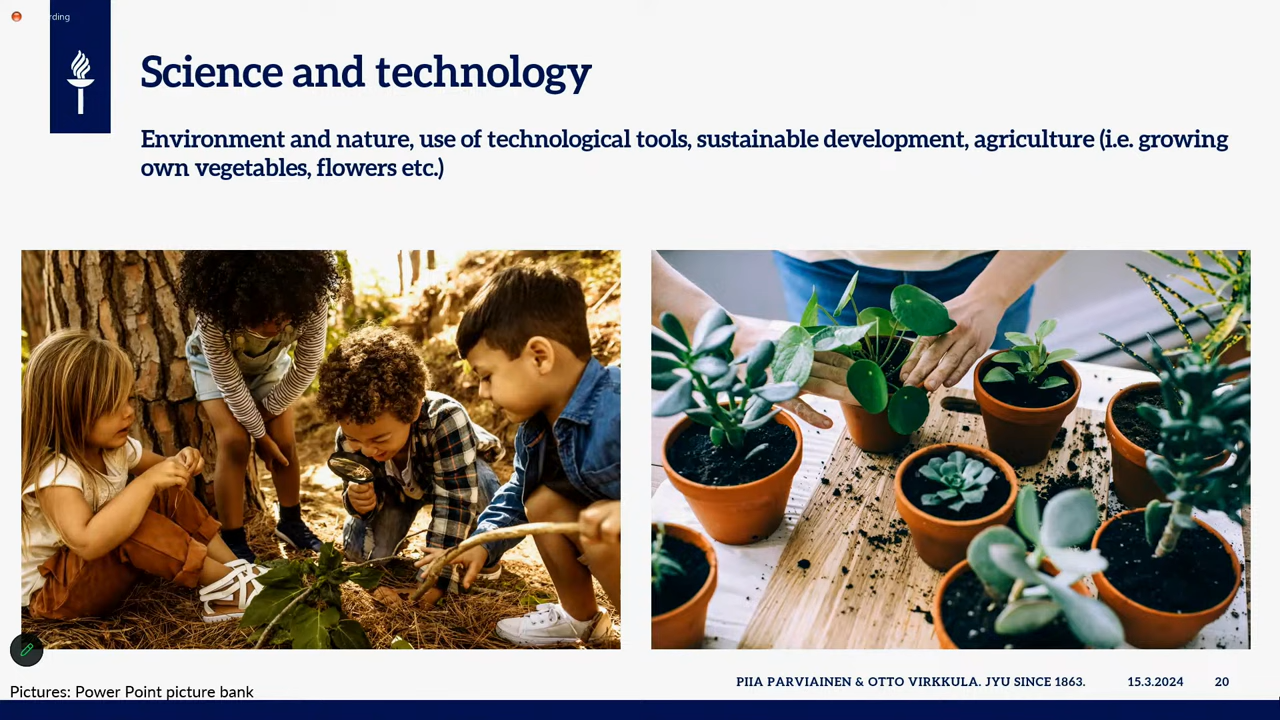 rding
Science and technology
Environment and nature, use of technological tools, sustainable development, agriculture (i.e. growing
own vegetables, flowers etc.)
Pictures: Power Point picture bank
PIIA PARVIAINEN & OTTO VIRKKULA. JYU SINCE 1863.
15.3.2024
20